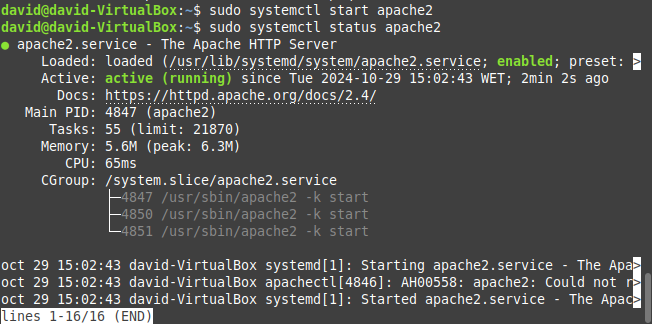 david@david-VirtualBox:~$ sudo systemctl start apache2
david@david-VirtualBox:~$ sudo systemctl status apache2
● apache2.service - The Apache HTTP Server
     Loaded: loaded (/usr/lib/systemd/system/apache2.service; enabled; preset: >
     Active: active (running) since Tue 2024-10-29 15:02:43 WET; 2min 2s ago
       Docs: https://httpd.apache.org/docs/2.4/
   Main PID: 4847 (apache2)
      Tasks: 55 (limit: 21870)
     Memory: 5.6M (peak: 6.3M)
        CPU: 65ms
     CGroup: /system.slice/apache2.service
             ├─4847 /usr/sbin/apache2 -k start
             ├─4850 /usr/sbin/apache2 -k start
             └─4851 /usr/sbin/apache2 -k start
oct 29 15:02:43 david-VirtualBox systemd[1]: Starting apache2.service - The Apa>
oct 29 15:02:43 david-VirtualBox apachectl[4846]: AH00558: apache2: Could not r>
oct 29 15:02:43 david-VirtualBox systemd[1]: Started apache2.service - The Apac>
lines 1-16/16 (END)